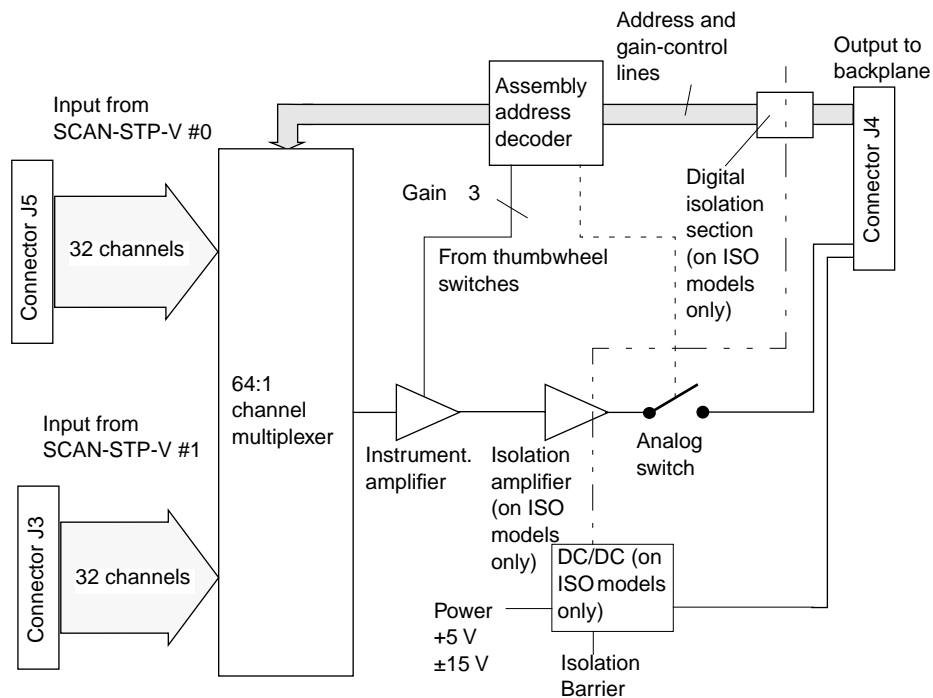 Address and
gain-control
lines
Output to
backplane
Input from
SCAN-STP-V #0
Assembly
address
decoder
Connector J4
Connector J5
32 channels
Gain 3
From thumbwheel
switches
Digital
isolation
section
(on ISO
models
only)
64:1
channel
multiplexer
Input from
SCAN-STP-V #1
Instrument.
amplifier
Isolation
amplifier
(on ISO
models
only)
Analog
switch
Connector J3
32 channels
DC/DC (on
ISO models
only)
Power
+5 V
±15 V
Isolation
Barrier